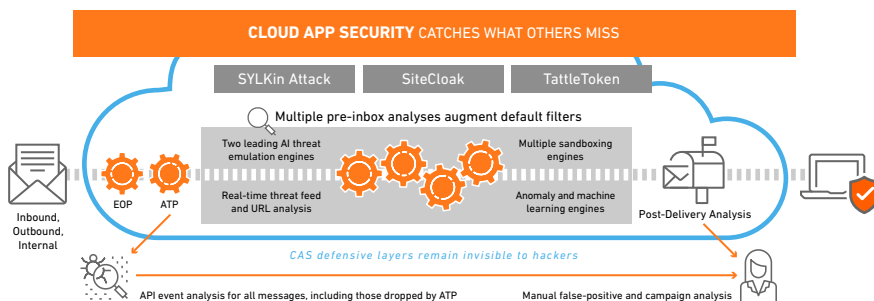 CLOUD APP SECURITY CATCHES WHAT OTHERS MISS
SYLKin Attack
SiteCloak
TattleToken
Multiple pre-inbox analyses augment default filters
Two leading AI threat
emulation engines
Multiple sandboxing
engines
Real-time threat feed
and URL analysis
Anomaly and machine
learning engines
EOP
ATP
Inbound,
Outbound,
Internal
Post-Delivery Analysis
CAS defensive layers remain invisible to hackers
API event analysis for all messages, including those dropped by ATP
Manual false-positive and campaign analysis